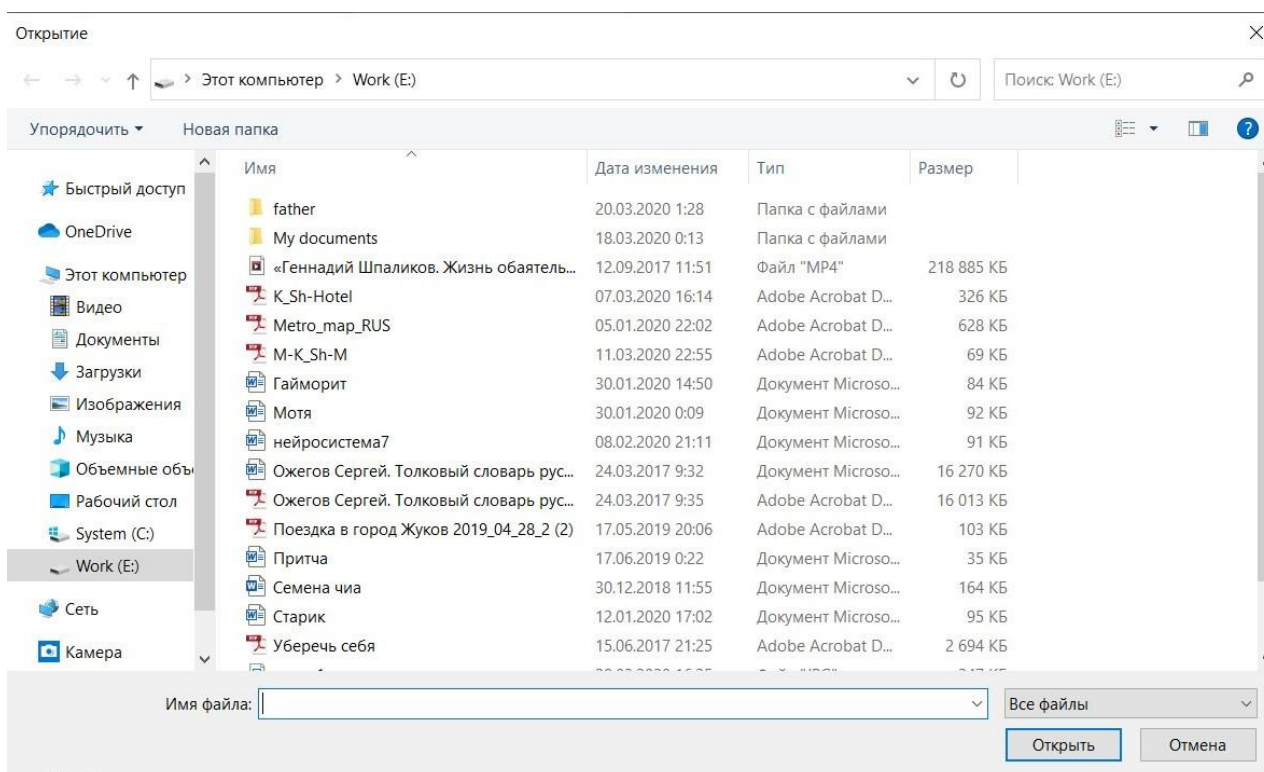 Открытие
Этот компьютер > Work (E:)
Поиск: Work (E:)
Упорядочить
Новая папка
Имя Дата изменения Тип Размер
Быстрый доступ
OneDrive
Этот компьютер
Видео
Документы
Загрузки
Изображения
Музыка
Объемные объ
Рабочий стол
System (C:)
Work (E:)
Сеть
Камера
father 20.03.2020 1:28 Папка с файлами
My documents 18.03.2020 0:13 Папка с файлами
«Геннадий Шпаликов. Жизнь обаятель... 12.09.2017 11:51 Файл "MP4" 218 885 КБ
K_Sh-Hotel 07.03.2020 16:14 Adobe Acrobat D... 326 КБ
Metro_map_RUS 05.01.2020 22:02 Adobe Acrobat D... 628 КБ
M-K_Sh-M 11.03.2020 22:55 Adobe Acrobat D... 69 КБ
Гайморит 30.01.2020 14:50 Документ Microso... 84 КБ
Мотя 30.01.2020 0:09 Документ Microso... 92 КБ
нейросистема7 08.02.2020 21:11 Документ Microso... 91 КБ
Ожегов Сергей. Толковый словарь рус... 24.03.2017 9:32 Документ Microso... 16 270 КБ
Ожегов Сергей. Толковый словарь рус... 24.03.2017 9:35 Adobe Acrobat D... 16 013 КБ
Поездка в город Жуков 2019_04_28_2 (2) 17.05.2019 20:06 Adobe Acrobat D... 103 КБ
Притча 17.06.2019 0:22 Документ Microso... 35 КБ
Семена чиа 30.12.2018 11:55 Документ Microso... 164 КБ
Старик 12.01.2020 17:02 Документ Microso... 95 КБ
Уберечь себя 15.06.2017 21:25 Adobe Acrobat D... 2 694 КБ
Имя файла:
Все файлы
Открыть
Отмена